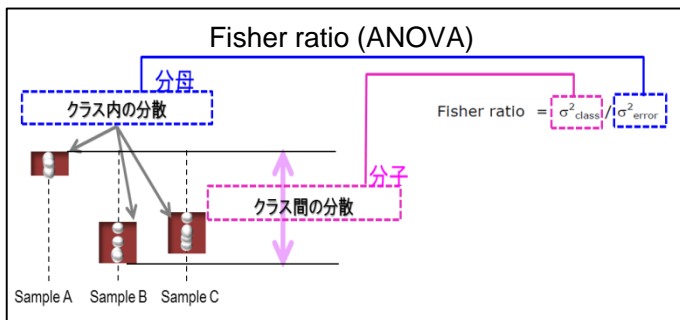 Fisher ratio (ANOVA)
分母
クラス内の分散
Fisher ratio = σ²class/σ²error
分子
クラス間の分散
Sample A Sample B Sample C